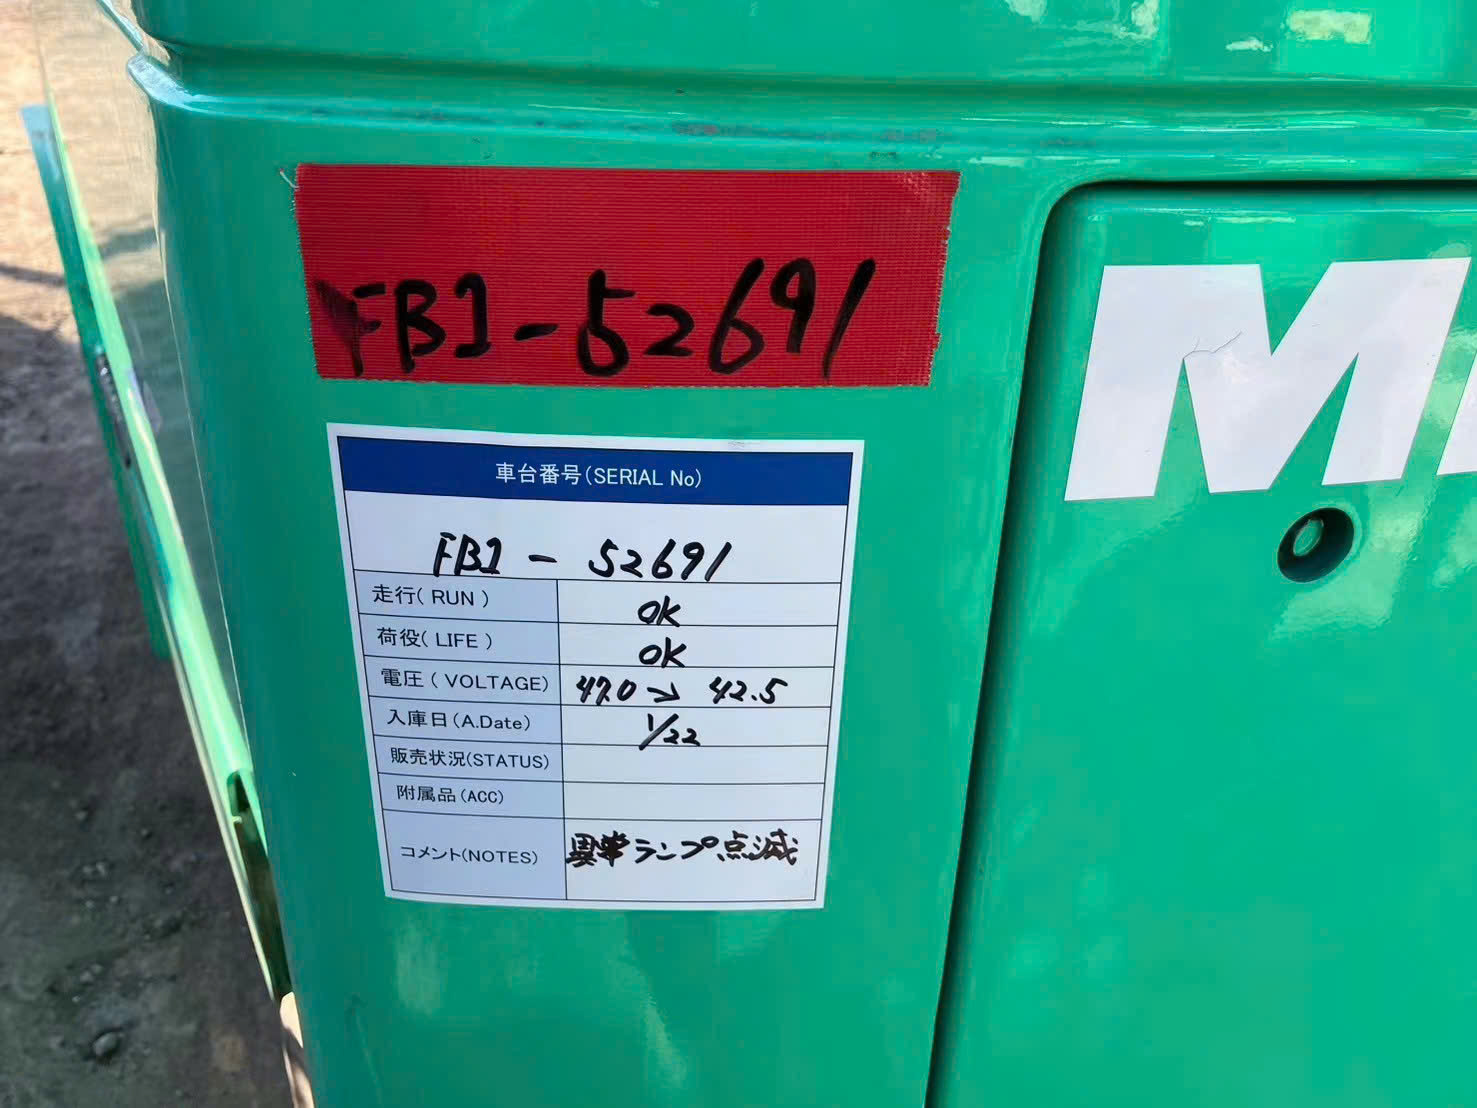 FB1-52691
M
車台番号(SERIAL No)
FB1 - 52691
走行( RUN ) OK
荷役( LIFE ) OK
電圧( VOLTAGE) 47.0 → 42.5
入庫日(A.Date) 1/22
販売状況(STATUS)
附属品(ACC)
コメント(NOTES) 異常ランプ点滅